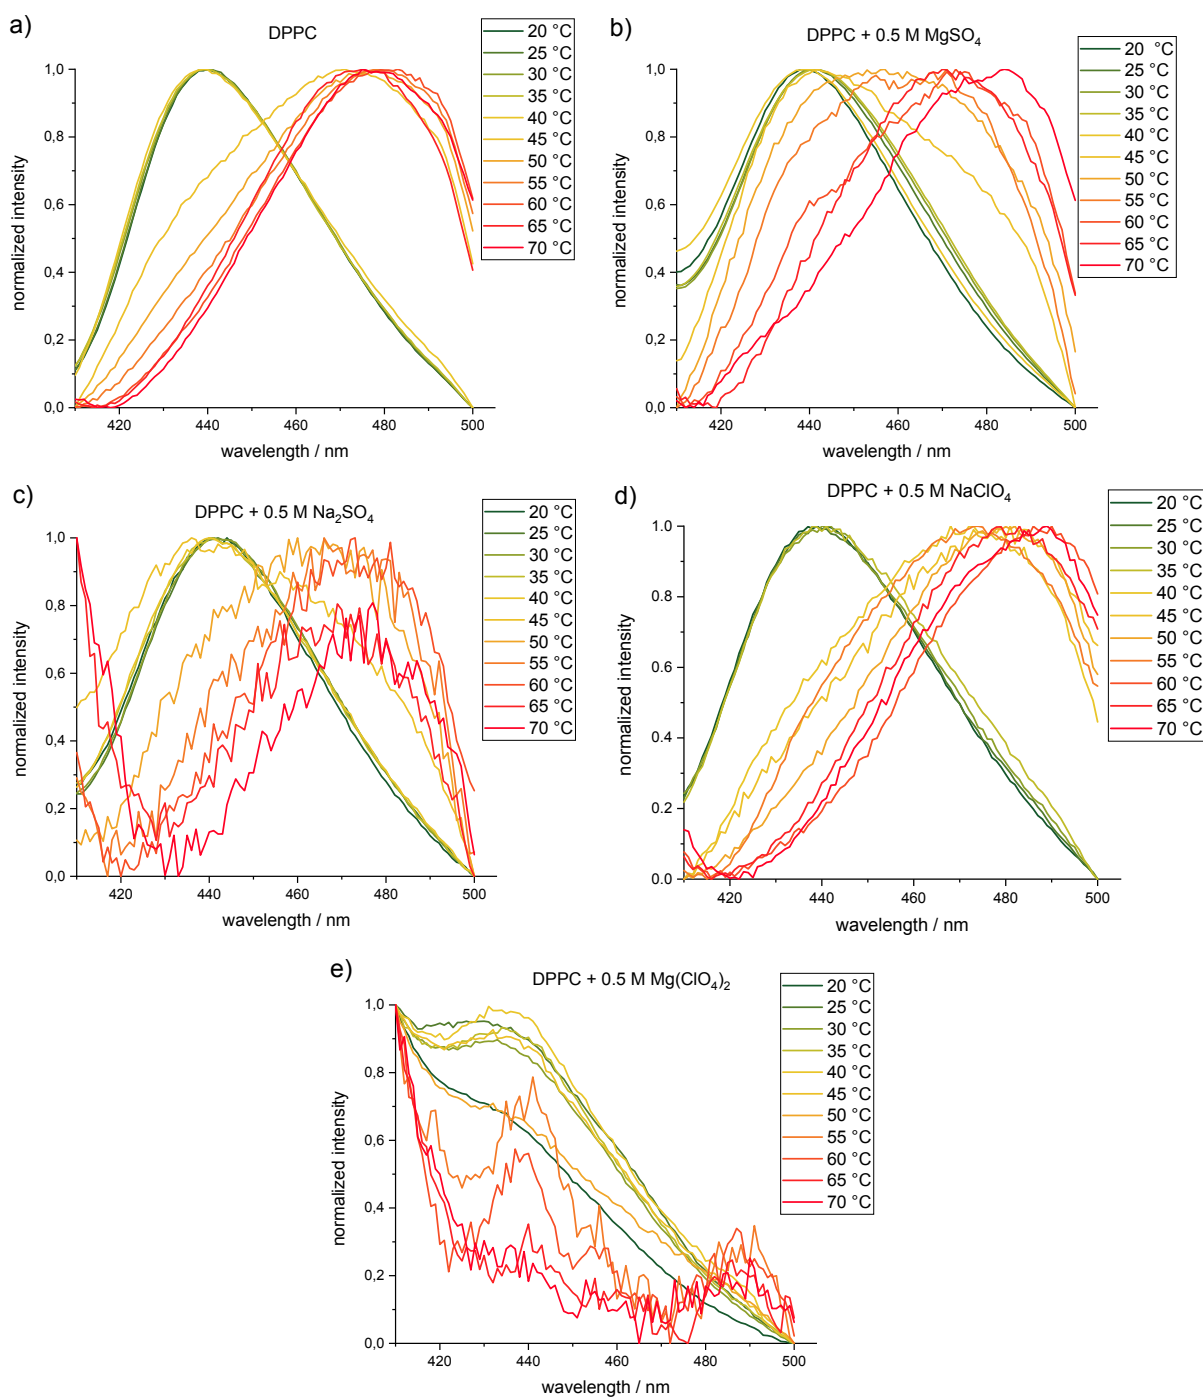 a)
DPPC
20 °C
25 °C
30 °C
35 °C
40 °C
45 °C
50 °C
55 °C
60 °C
65 °C
70 °C
1,0
0,8
0,6
0,4
0,2
0,0
normalized intensity
420 440 460 480 500
wavelength / nm
b)
DPPC + 0.5 M MgSO₄
20 °C
25 °C
30 °C
35 °C
40 °C
45 °C
50 °C
55 °C
60 °C
65 °C
70 °C
1,0
0,8
0,6
0,4
0,2
0,0
normalized intensity
420 440 460 480 500
wavelength / nm
c)
DPPC + 0.5 M Na₂SO₄
20 °C
25 °C
30 °C
35 °C
40 °C
45 °C
50 °C
55 °C
60 °C
65 °C
70 °C
1,0
0,8
0,6
0,4
0,2
0,0
normalized intensity
420 440 460 480 500
wavelength / nm
d)
DPPC + 0.5 M NaClO₄
20 °C
25 °C
30 °C
35 °C
40 °C
45 °C
50 °C
55 °C
60 °C
65 °C
70 °C
1,0
0,8
0,6
0,4
0,2
0,0
normalized intensity
420 440 460 480 500
wavelength / nm
e)
DPPC + 0.5 M Mg(ClO₄)₂
20 °C
25 °C
30 °C
35 °C
40 °C
45 °C
50 °C
55 °C
60 °C
65 °C
70 °C
1,0
0,8
0,6
0,4
0,2
0,0
normalized intensity
420 440 460 480 500
wavelength / nm